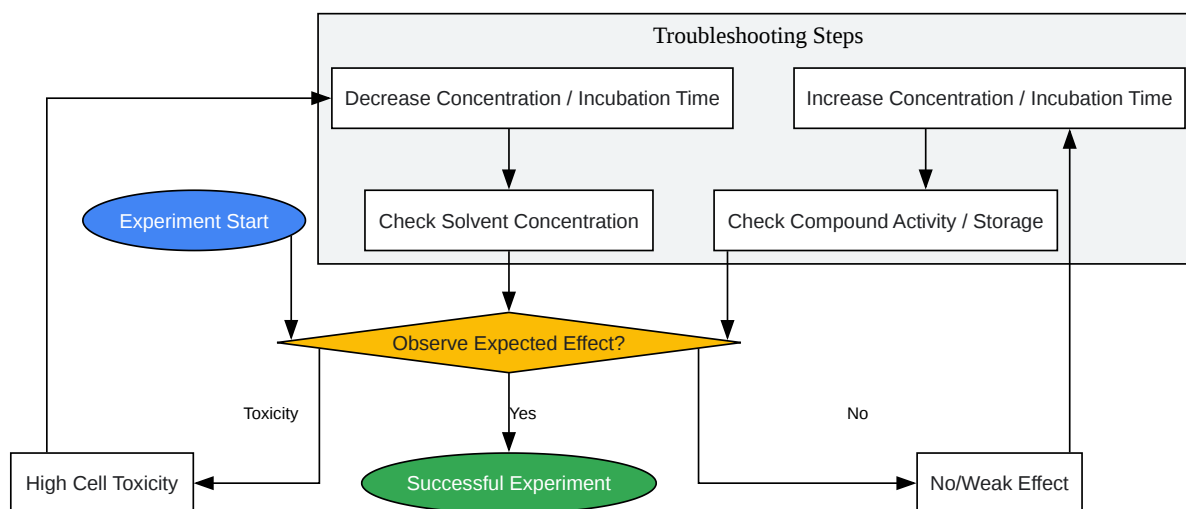 Troubleshooting Steps
Decrease Concentration / Incubation Time
Increase Concentration / Incubation Time
Experiment Start
Check Solvent Concentration
Check Compound Activity / Storage
Observe Expected Effect?
Toxicity
Yes
No
High Cell Toxicity
Successful Experiment
No/Weak Effect